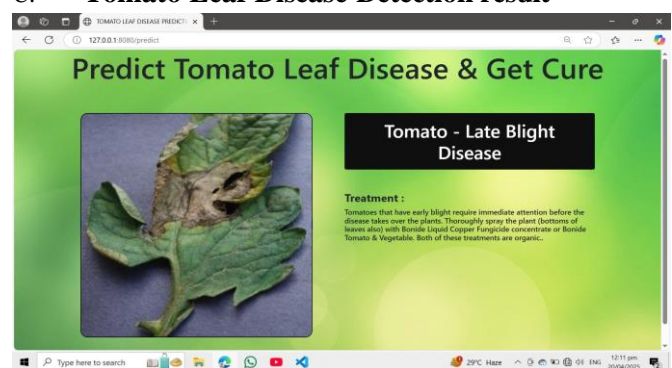 C. Tomato Leaf Disease Detection result
TOMATO LEAF DISEASE PREDICTI
127.0.0.1:8080/predict
Predict Tomato Leaf Disease & Get Cure
Tomato - Late Blight
Disease
Treatment :
Tomatoes that have early blight require immediate attention before the
disease takes over the plants. Thoroughly spray the plant (bottoms of
leaves also) with Bonide Liquid Copper Fungicide concentrate or Bonide
Tomato & Vegetable. Both of these treatments are organic..
Type here to search
29°C Haze
ENG
12:11 pm
20/04/2025